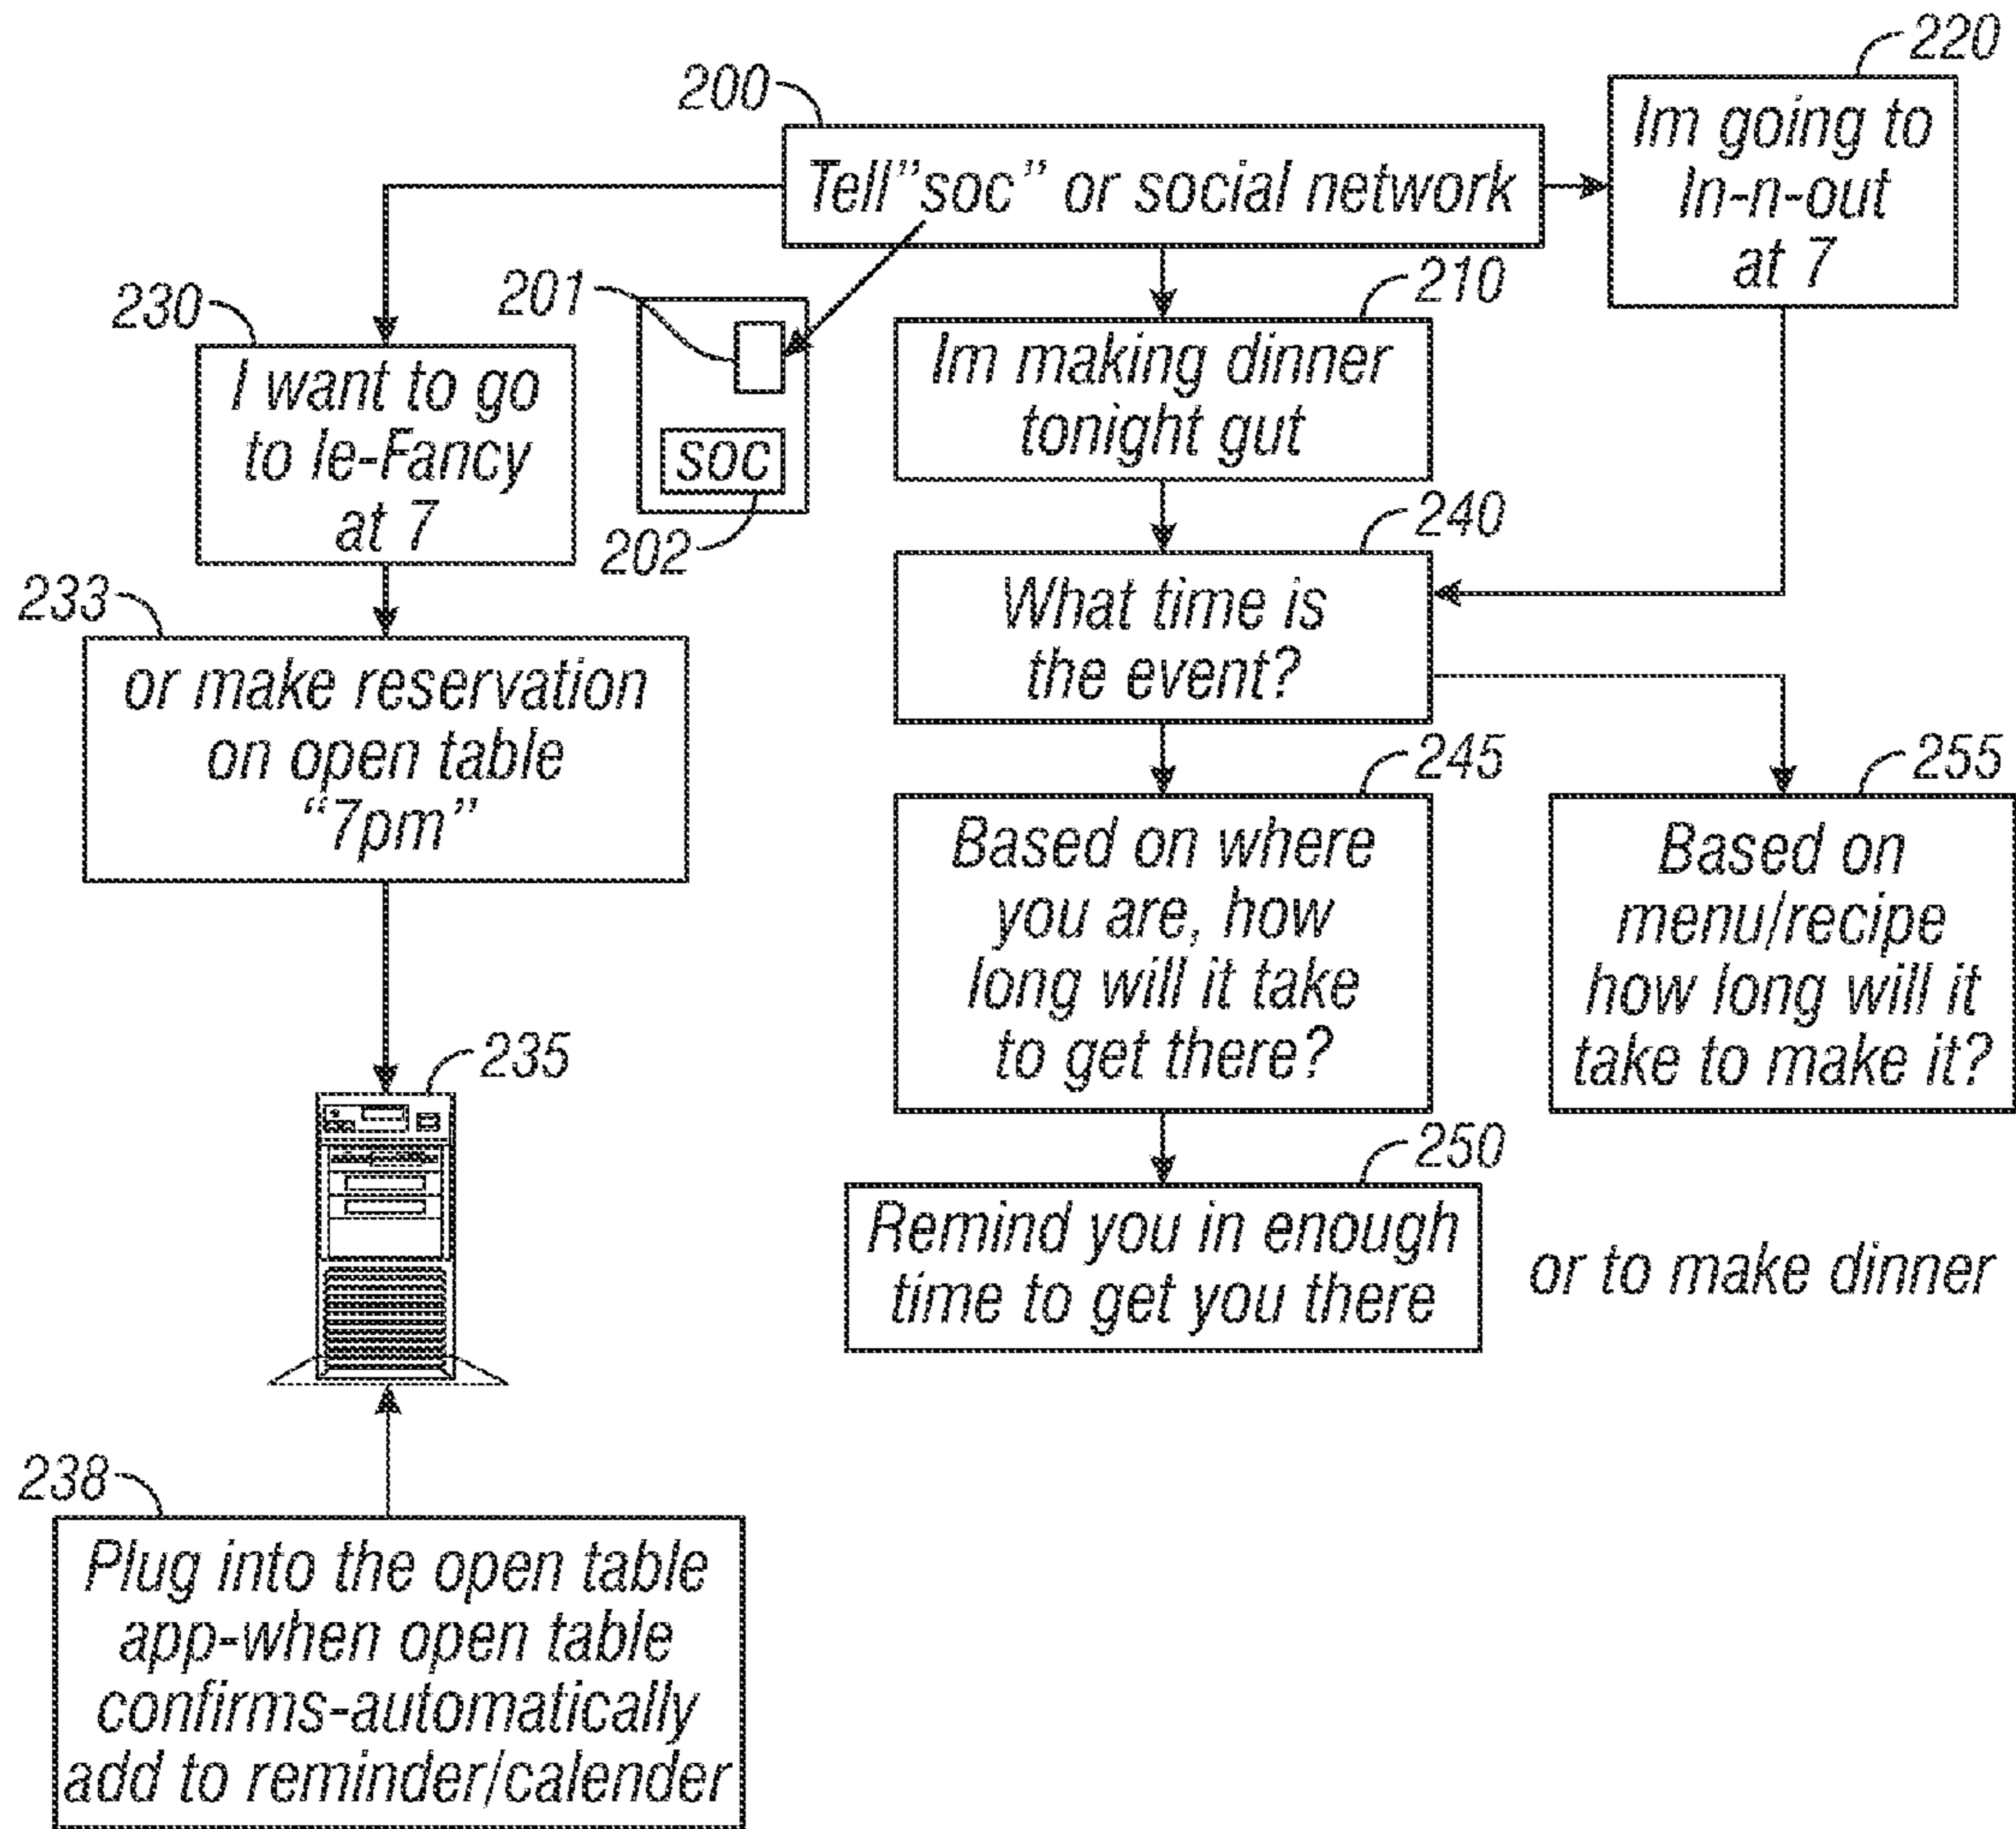 220
Im going to
In-n-out
at 7
200
Tell"soc" or social network
230
I want to go
to le-Fancy
at 7
201
soc
202
210
Im making dinner
tonight gut
233
or make reservation
on open table
"7pm"
240
What time is
the event?
245
Based on where
you are, how
long will it take
to get there?
255
Based on
menu/recipe
how long will it
take to make it?
235
250
Remind you in enough
time to get you there
or to make dinner
238
Plug into the open table
app-when open table
confirms-automatically
add to reminder/calender